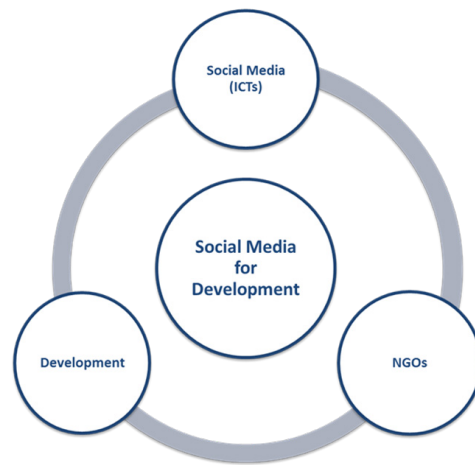 Social Media
(ICTs)
Social Media
for
Development
Development
NGOs